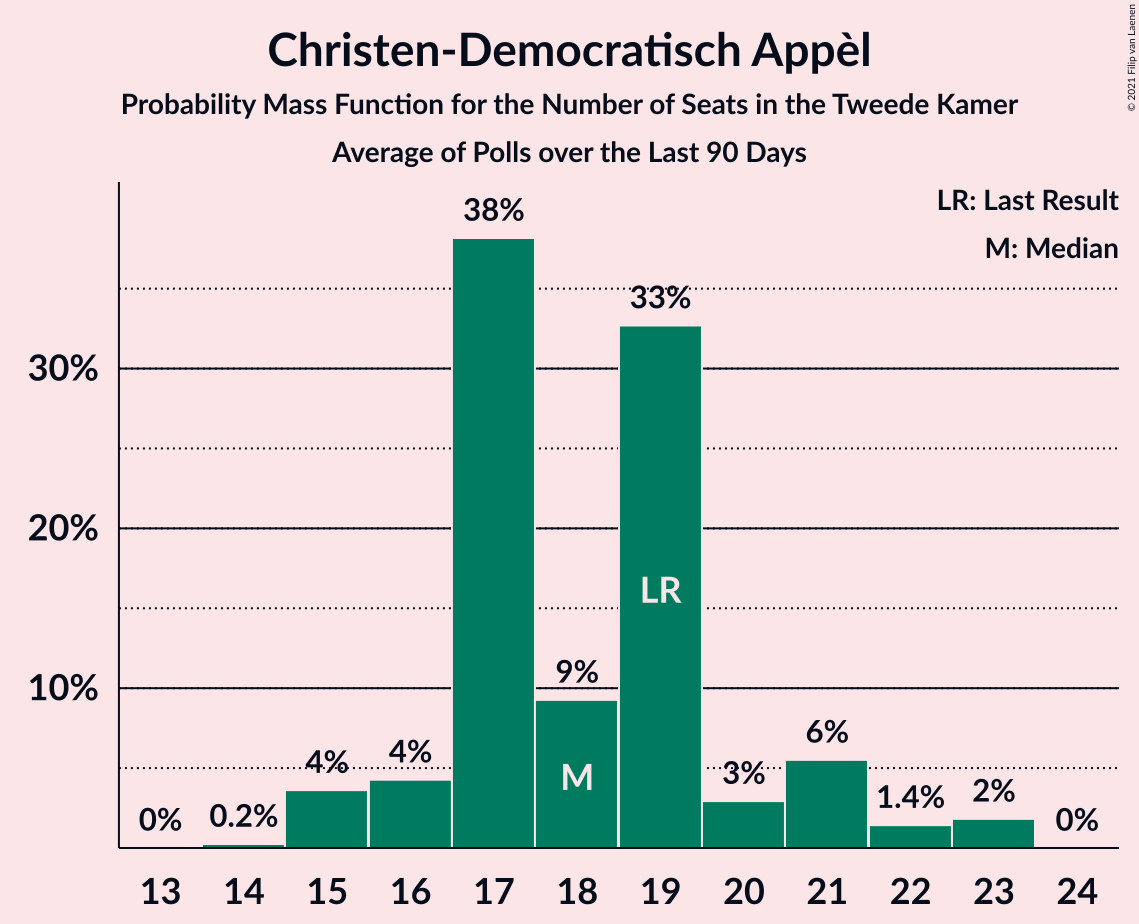 Christen-Democratisch Appèl
Probability Mass Function for the Number of Seats in the Tweede Kamer
Average of Polls over the Last 90 Days
© 2021 Filip van Laenen
LR: Last Result
M: Median
38%
33%
30%
20%
LR
10%
9%
6%
4%
4%
3%
M
1.4%
2%
0%
0.2%
0%
13 14 15 16 17 18 19 20 21 22 23 24